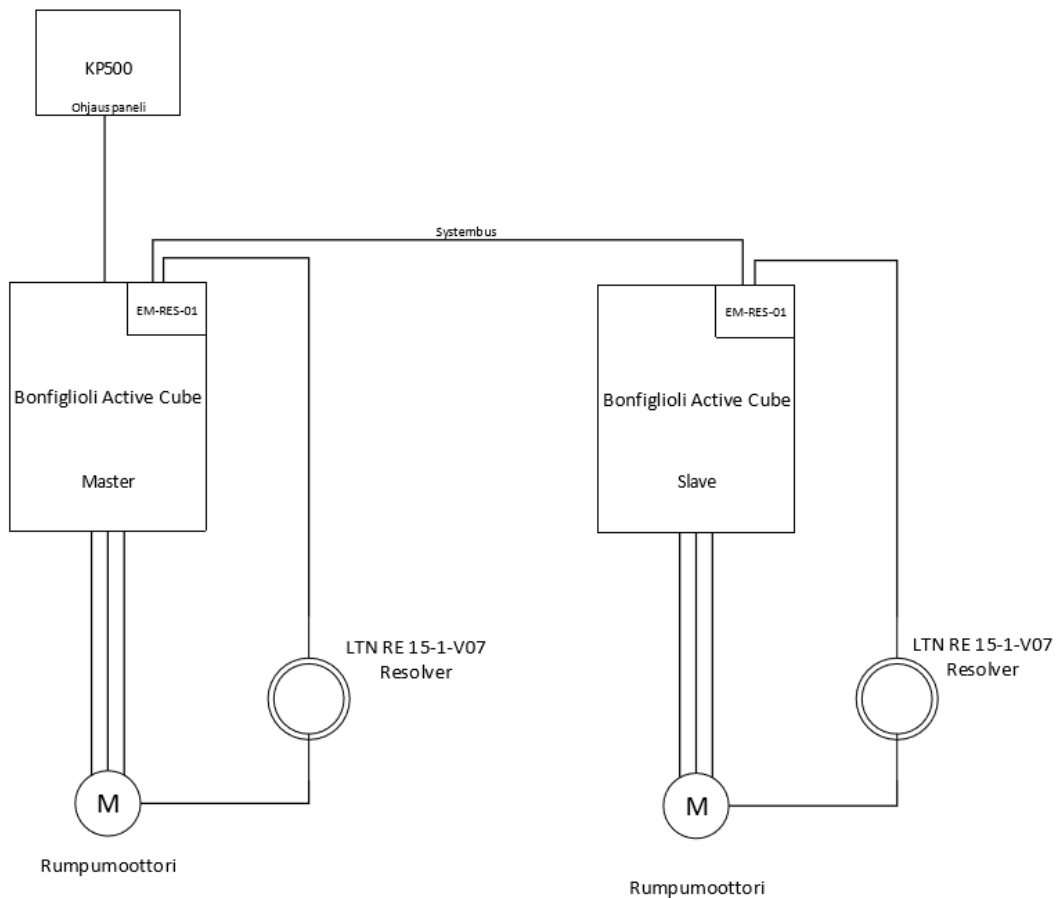 KP500
Ohjauspaneli
Systembus
EM-RES-01
Bonfiglioli Active Cube
Master
EM-RES-01
Bonfiglioli Active Cube
Slave
LTN RE 15-1-V07
Resolver
LTN RE 15-1-V07
Resolver
M
Rumpumoottori
M
Rumpumoottori